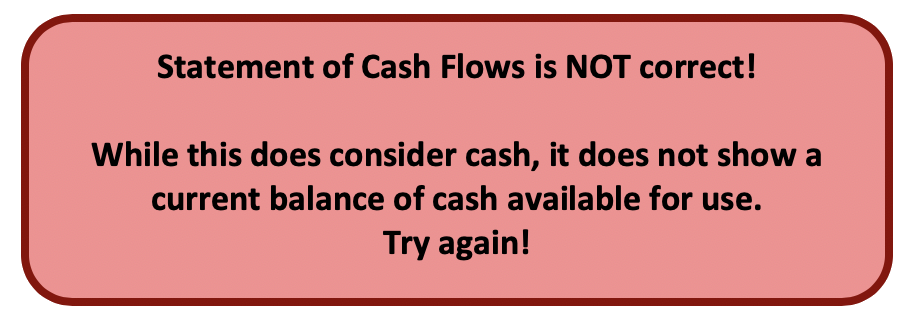 Statement of Cash Flows is NOT correct!
While this does consider cash, it does not show a
current balance of cash available for use.
Try again!